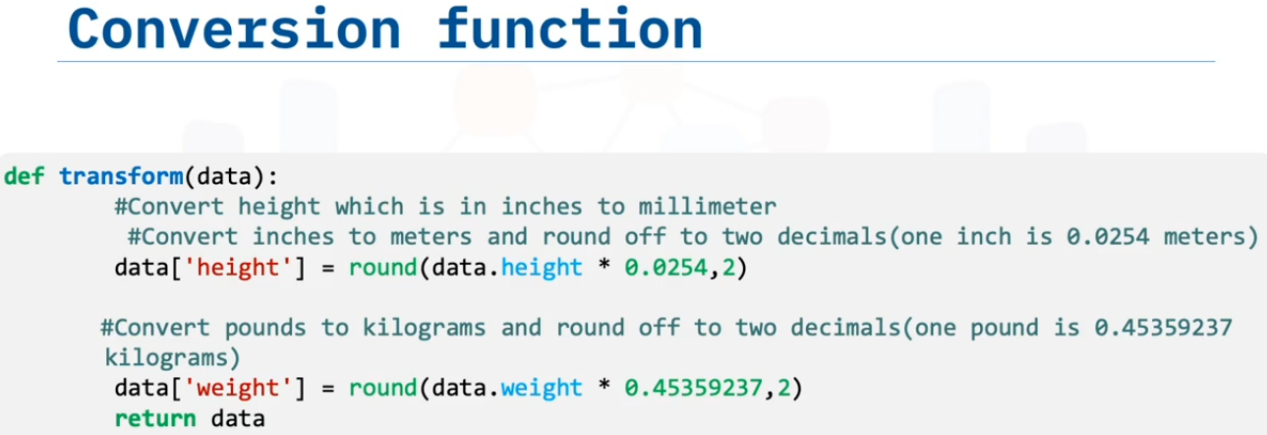 Conversion function
def transform(data):
#Convert height which is in inches to millimeter
#Convert inches to meters and round off to two decimals(one inch is 0.0254 meters)
data['height'] = round(data.height * 0.0254,2)
#Convert pounds to kilograms and round off to two decimals(one pound is 0.45359237
kilograms)
data['weight'] = round(data.weight * 0.45359237,2)
return data